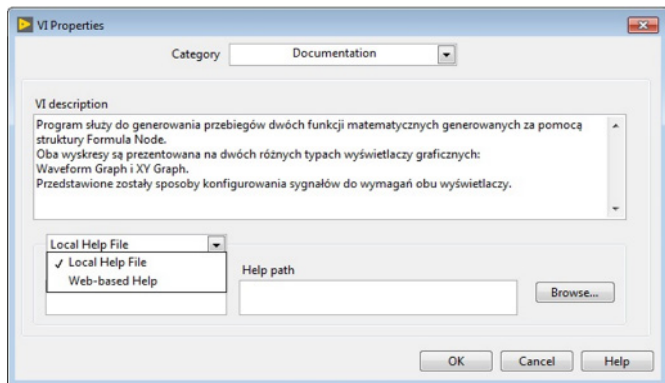 VI Properties
Category
Documentation
VI description
Program służy do generowania przebiegów dwóch funkcji matematycznych generowanych za pomocą
struktury Formula Node.
Oba wyskresy są prezentowana na dwóch różnych typach wyświetlaczy graficznych:
Waveform Graph i XY Graph.
Przedstawione zostały sposoby konfigurowania sygnałów do wymagań obu wyświetlaczy.
Local Help File
✓ Local Help File
Web-based Help
Help path
Browse...
OK
Cancel
Help